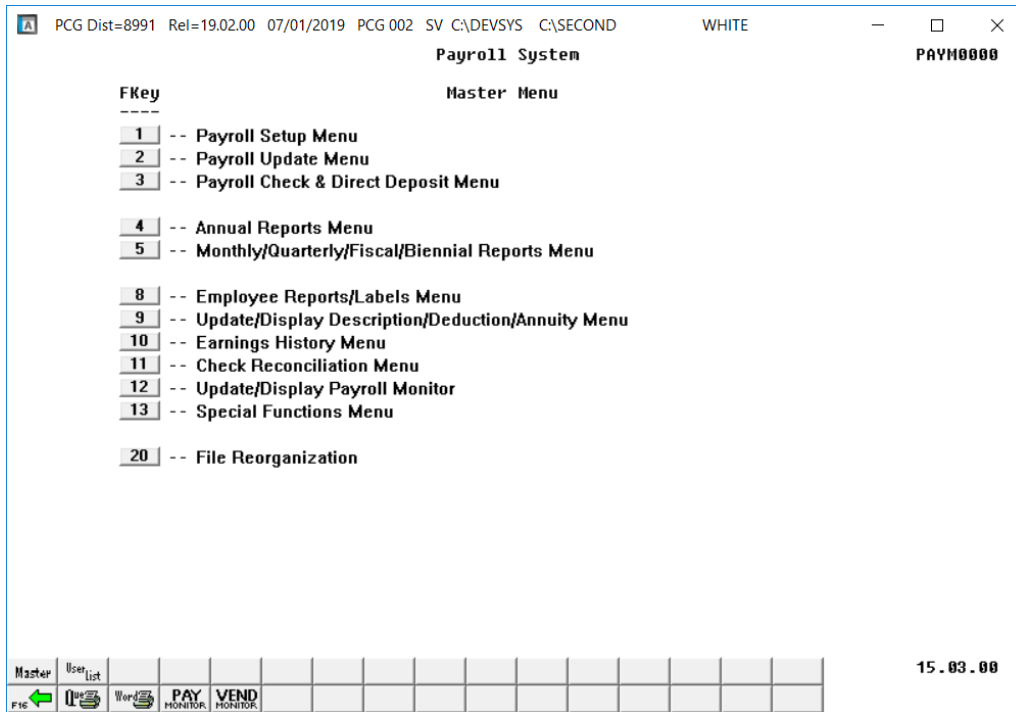 A PCG Dist=8991 Rel=19.02.00 07/01/2019 PCG 002 SV C:\DEVSYS C:\SECOND WHITE
Payroll System PAYM0000
FKey Master Menu
----
1 -- Payroll Setup Menu
2 -- Payroll Update Menu
3 -- Payroll Check & Direct Deposit Menu
4 -- Annual Reports Menu
5 -- Monthly/Quarterly/Fiscal/Biennial Reports Menu
8 -- Employee Reports/Labels Menu
9 -- Update/Display Description/Deduction/Annuity Menu
10 -- Earnings History Menu
11 -- Check Reconciliation Menu
12 -- Update/Display Payroll Monitor
13 -- Special Functions Menu
20 -- File Reorganization
Master User List 15.03.00
F16 Que Word PAY MONITOR VEND MONITOR